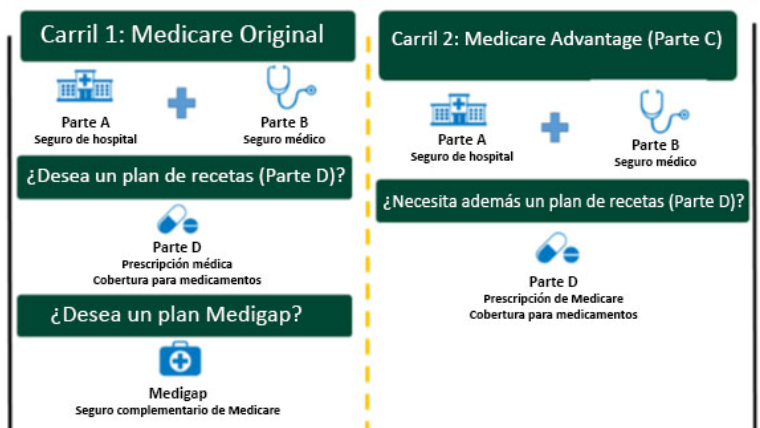 Carril 1: Medicare Original
Parte A
Seguro de hospital
Parte B
Seguro médico
¿Desea un plan de recetas (Parte D)?
Parte D
Prescripción médica
Cobertura para medicamentos
¿Desea un plan Medigap?
Medigap
Seguro complementario de Medicare
Carril 2: Medicare Advantage (Parte C)
Parte A
Seguro de hospital
Parte B
Seguro médico
¿Necesita además un plan de recetas (Parte D)?
Parte D
Prescripción de Medicare
Cobertura para medicamentos